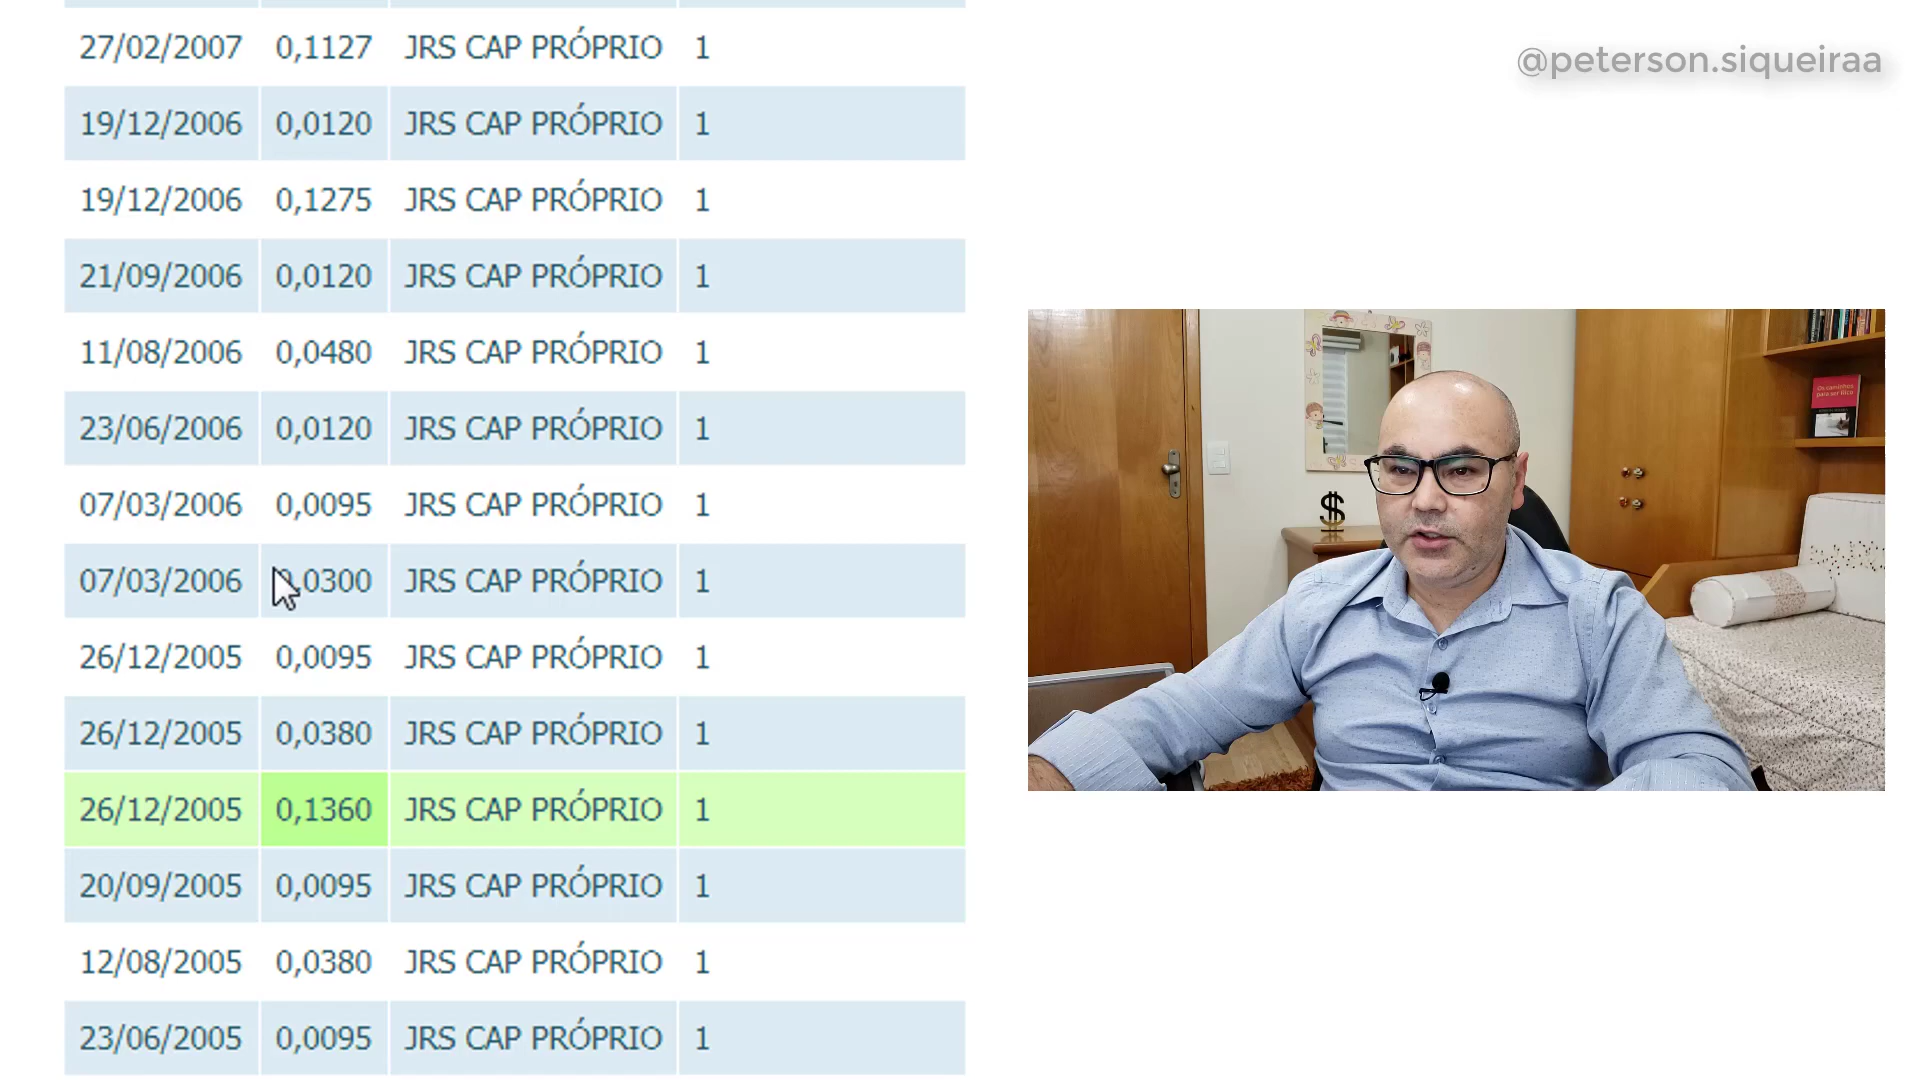 27/02/2007 0,1127 JRS CAP PRÓPRIO 1
19/12/2006 0,0120 JRS CAP PRÓPRIO 1
19/12/2006 0,1275 JRS CAP PRÓPRIO 1
21/09/2006 0,0120 JRS CAP PRÓPRIO 1
11/08/2006 0,0480 JRS CAP PRÓPRIO 1
23/06/2006 0,0120 JRS CAP PRÓPRIO 1
07/03/2006 0,0095 JRS CAP PRÓPRIO 1
07/03/2006 0,0300 JRS CAP PRÓPRIO 1
26/12/2005 0,0095 JRS CAP PRÓPRIO 1
26/12/2005 0,0380 JRS CAP PRÓPRIO 1
26/12/2005 0,1360 JRS CAP PRÓPRIO 1
20/09/2005 0,0095 JRS CAP PRÓPRIO 1
12/08/2005 0,0380 JRS CAP PRÓPRIO 1
23/06/2005 0,0095 JRS CAP PRÓPRIO 1
@peterson.siqueiraa
$
Os caminhos
para ser Rico